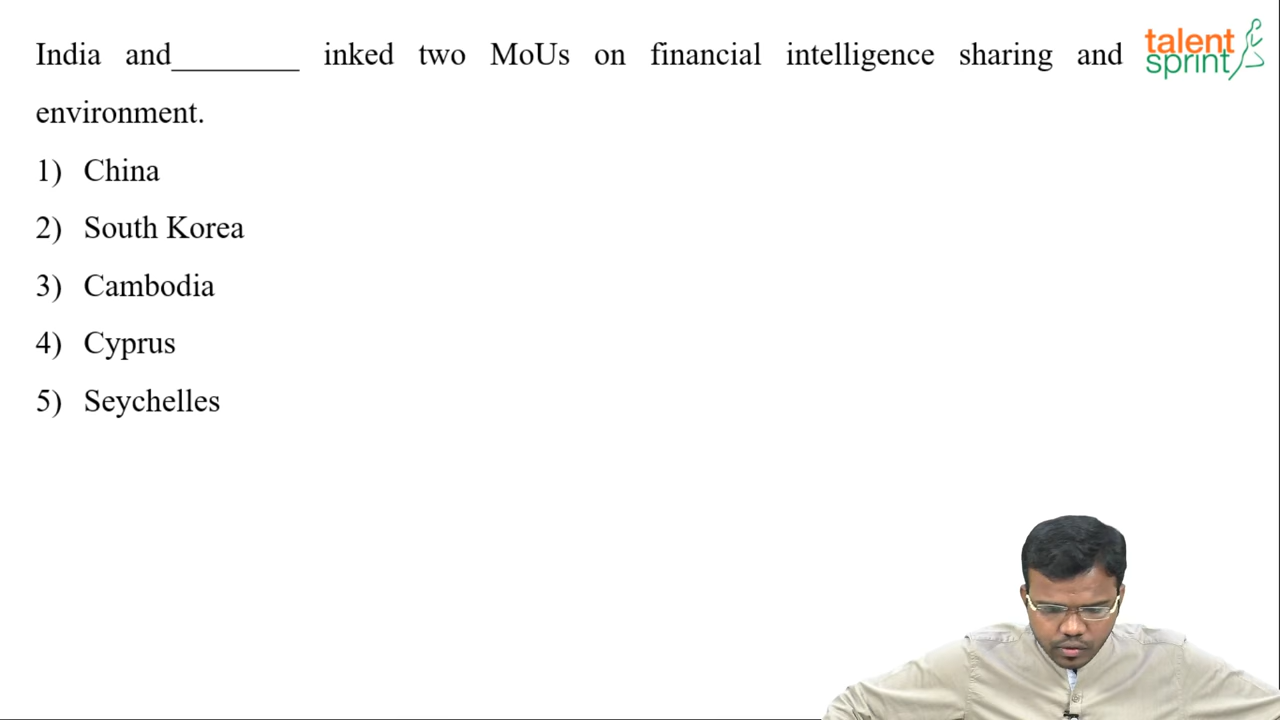 India and________ inked two MoUs on financial intelligence sharing and
environment.
1) China
2) South Korea
3) Cambodia
4) Cyprus
5) Seychelles
talent
sprint